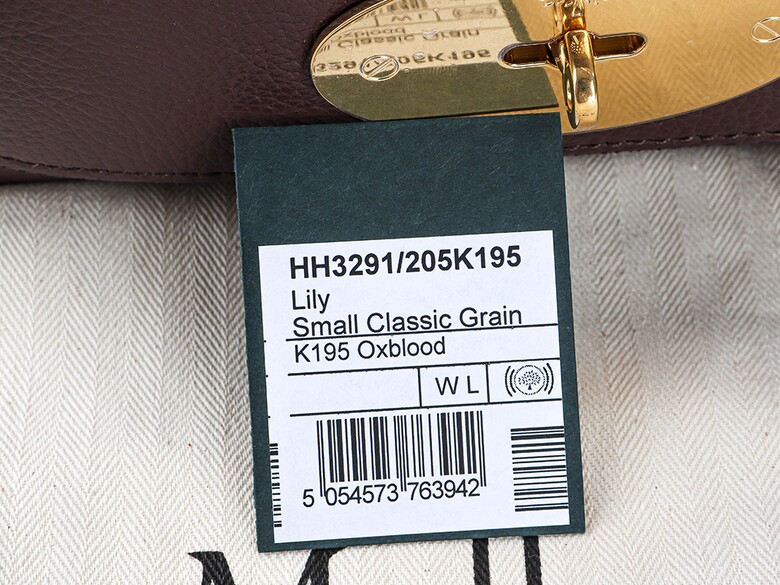 HH3291/205K195
Lily
Small Classic Grain
K195 Oxblood
W L
5 054573 763942